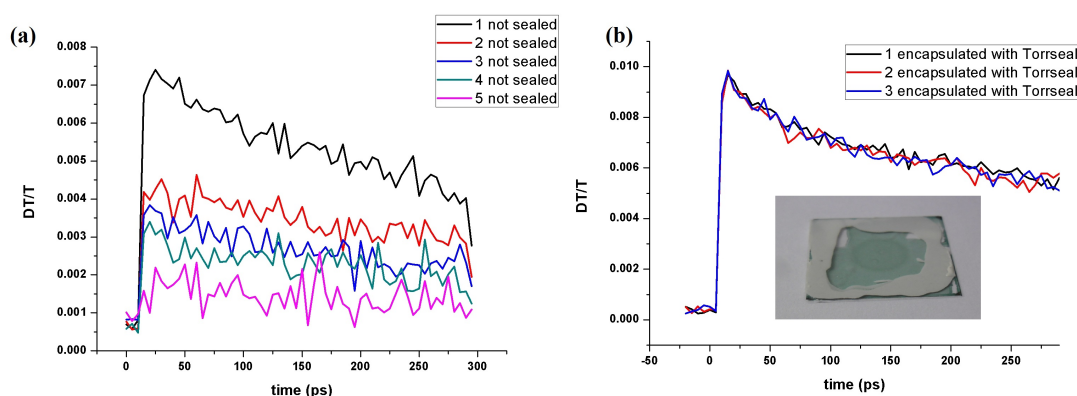 (a)
1 not sealed
2 not sealed
3 not sealed
4 not sealed
5 not sealed
0.008
0.007
0.006
0.005
0.004
0.003
0.002
0.001
0.000
DT/T
0 50 100 150 200 250 300
time (ps)
(b)
1 encapsulated with Torrseal
2 encapsulated with Torrseal
3 encapsulated with Torrseal
0.010
0.008
0.006
0.004
0.002
0.000
DT/T
-50 0 50 100 150 200 250
time (ps)